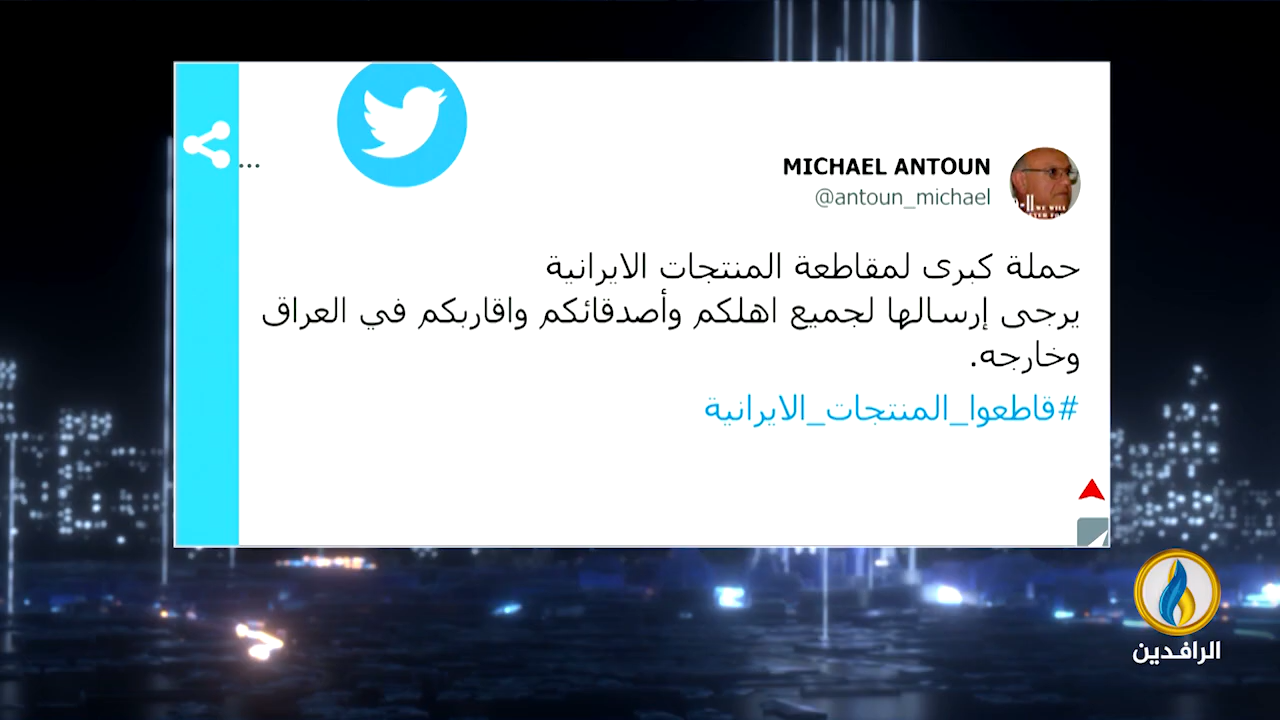 ...
MICHAEL ANTOUN
@antoun_michael
حملة كبرى لمقاطعة المنتجات الايرانية
يرجى إرسالها لجميع اهلكم وأصدقائكم واقاربكم في العراق
وخارجه.
#قاطعوا_المنتجات_الايرانية
الرافدين